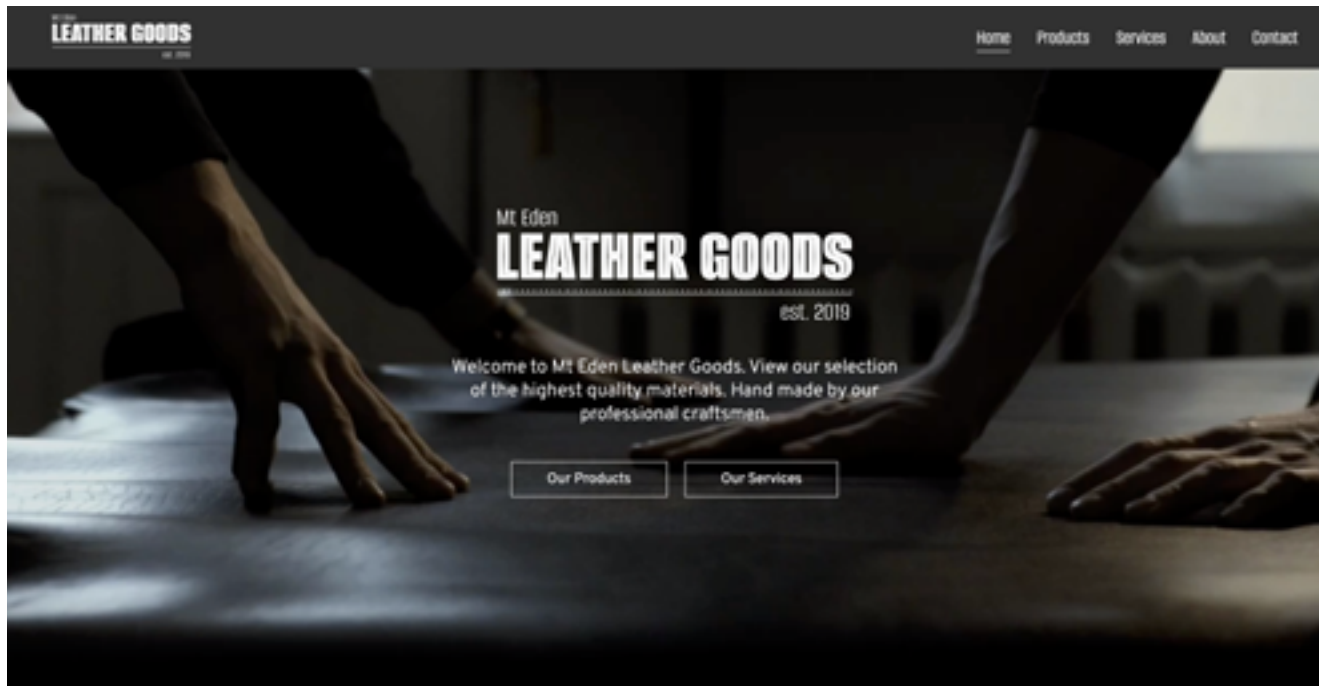 LEATHER GOODS
Home Products Services About Contact
Mt Eden
LEATHER GOODS
est. 2019
Welcome to Mt Eden Leather Goods. View our selection
of the highest quality materials. Hand made by our
professional craftsmen.
Our Products Our Services